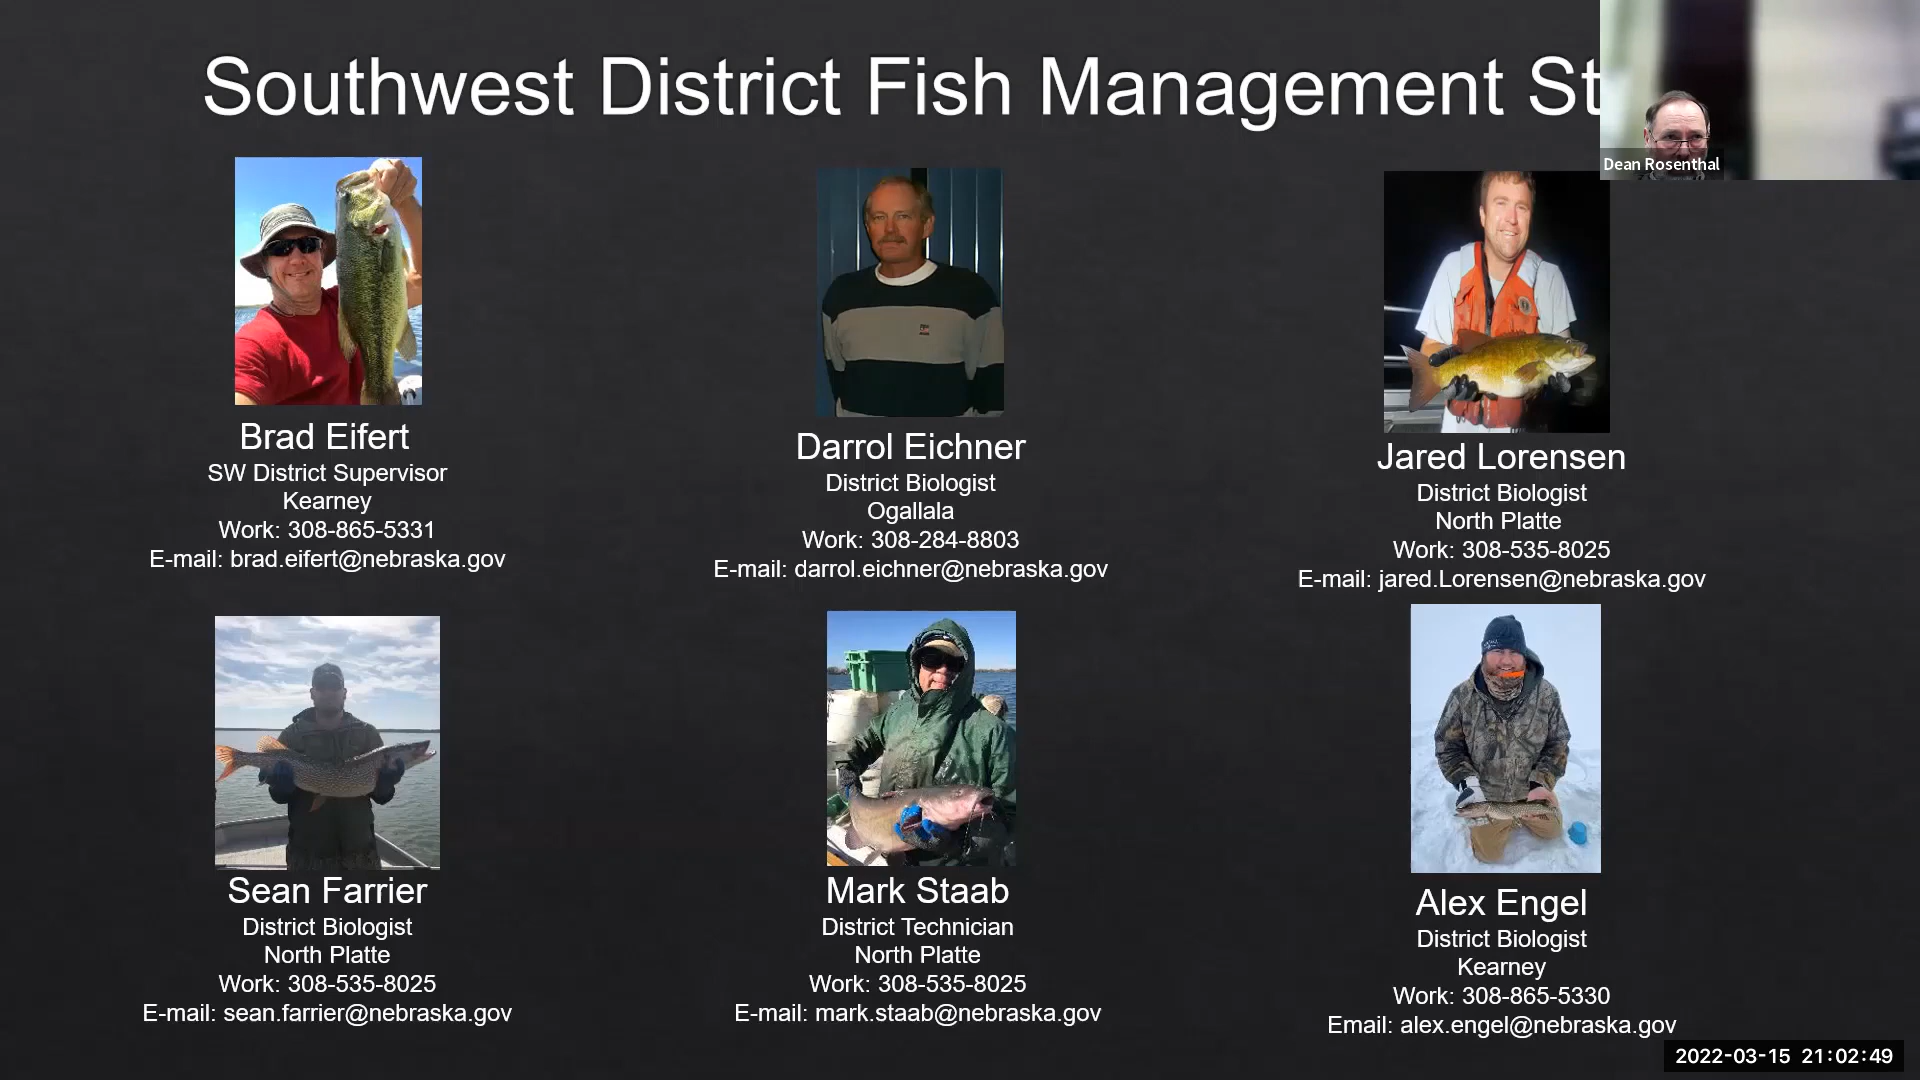 Southwest District Fish Management St
Dean Rosenthal
Brad Eifert
SW District Supervisor
Kearney
Work: 308-865-5331
E-mail: brad.eifert@nebraska.gov
Darrol Eichner
District Biologist
Ogallala
Work: 308-284-8803
E-mail: darrol.eichner@nebraska.gov
Jared Lorensen
District Biologist
North Platte
Work: 308-535-8025
E-mail: jared.Lorensen@nebraska.gov
Sean Farrier
District Biologist
North Platte
Work: 308-535-8025
E-mail: sean.farrier@nebraska.gov
Mark Staab
District Technician
North Platte
Work: 308-535-8025
E-mail: mark.staab@nebraska.gov
Alex Engel
District Biologist
Kearney
Work: 308-865-5330
Email: alex.engel@nebraska.gov
2022-03-15 21:02:49